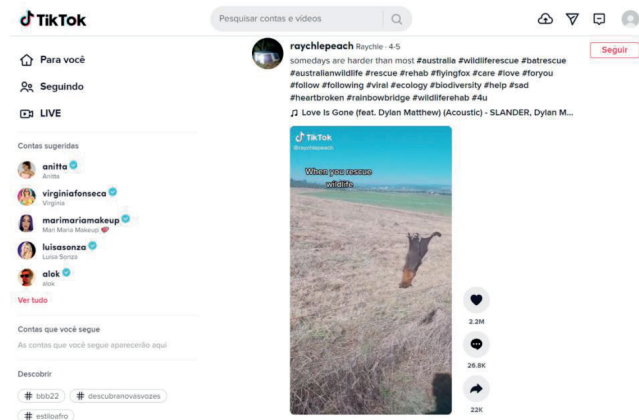 TikTok
Pesquisar contas e vídeos
Para você
Seguindo
LIVE
Contas sugeridas
anitta
Anitta
virginiafonseca
Virginia
marimariamakeup
Mari Maria Makeup
luisasonza
Luísa Sonza
alok
alok
Ver tudo
Contas que você segue
As contas que você segue aparecerão aqui
Descobrir
# bbb22
# descubranovasvozes
# estiloafro
raychlepeach Raychle · 4-5
Seguir
somedays are harder than most #australia #wildliferescue #batrescue
#australianwildlife #rescue #rehab #flyingfox #care #love #foryou
#follow #following #viral #ecology #biodiversity #help #sad
#heartbroken #rainbowbridge #wildliferehab #4u
♫ Love Is Gone (feat. Dylan Matthew) (Acoustic) - SLANDER, Dylan M...
TikTok
@raychlepeach
When you rescue
wildlife
2.2M
26.8K
22K